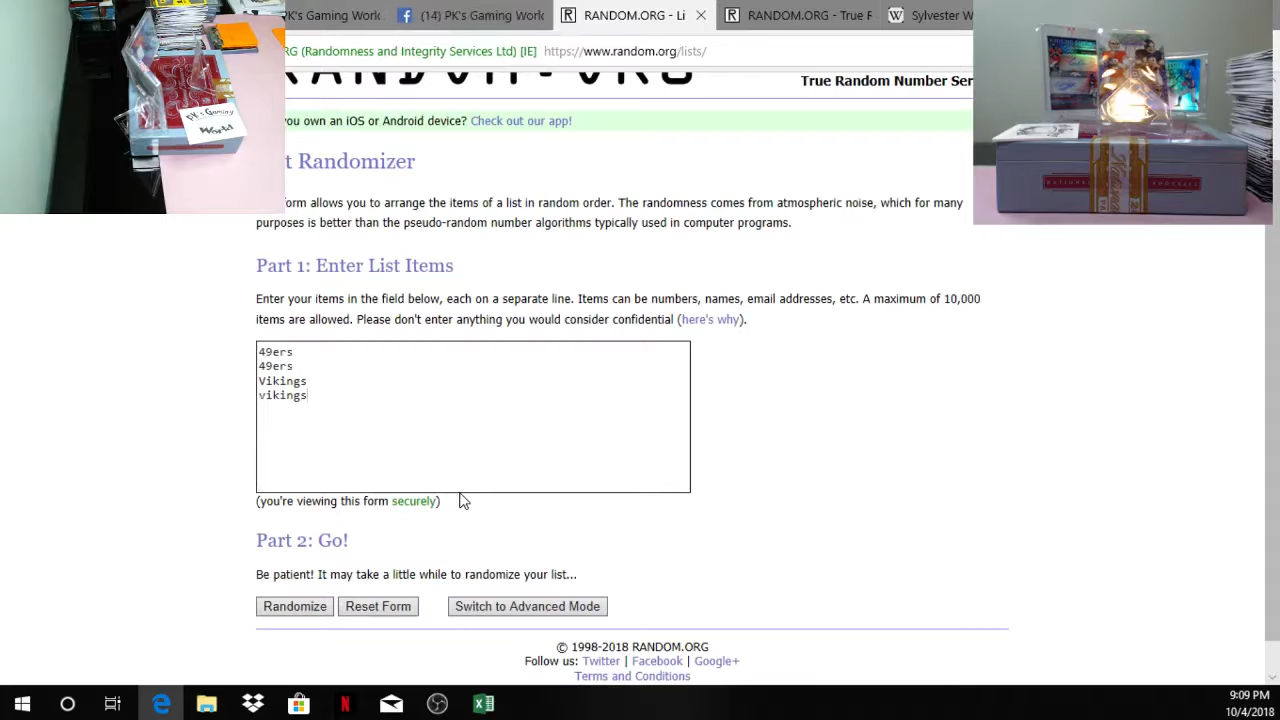 PK's Gaming Work
(14) PK's Gaming Work
RANDOM.ORG - Li
RANDOM.ORG - True F
Sylvester W
RG (Randomness and Integrity Services Ltd) [IE] https://www.random.org/lists/
RANDOM.ORG
True Random Number Ser
you own an iOS or Android device? Check out our app!
t Randomizer
form allows you to arrange the items of a list in random order. The randomness comes from atmospheric noise, which for many
purposes is better than the pseudo-random number algorithms typically used in computer programs.
Part 1: Enter List Items
Enter your items in the field below, each on a separate line. Items can be numbers, names, email addresses, etc. A maximum of 10,000
items are allowed. Please don't enter anything you would consider confidential (here's why).
49ers
49ers
Vikings
vikings
(you're viewing this form securely)
Part 2: Go!
Be patient! It may take a little while to randomize your list...
Randomize
Reset Form
Switch to Advanced Mode
© 1998-2018 RANDOM.ORG
Follow us: Twitter | Facebook | Google+
Terms and Conditions
9:09 PM
10/4/2018
PK's Gaming
World
FOOTBALL